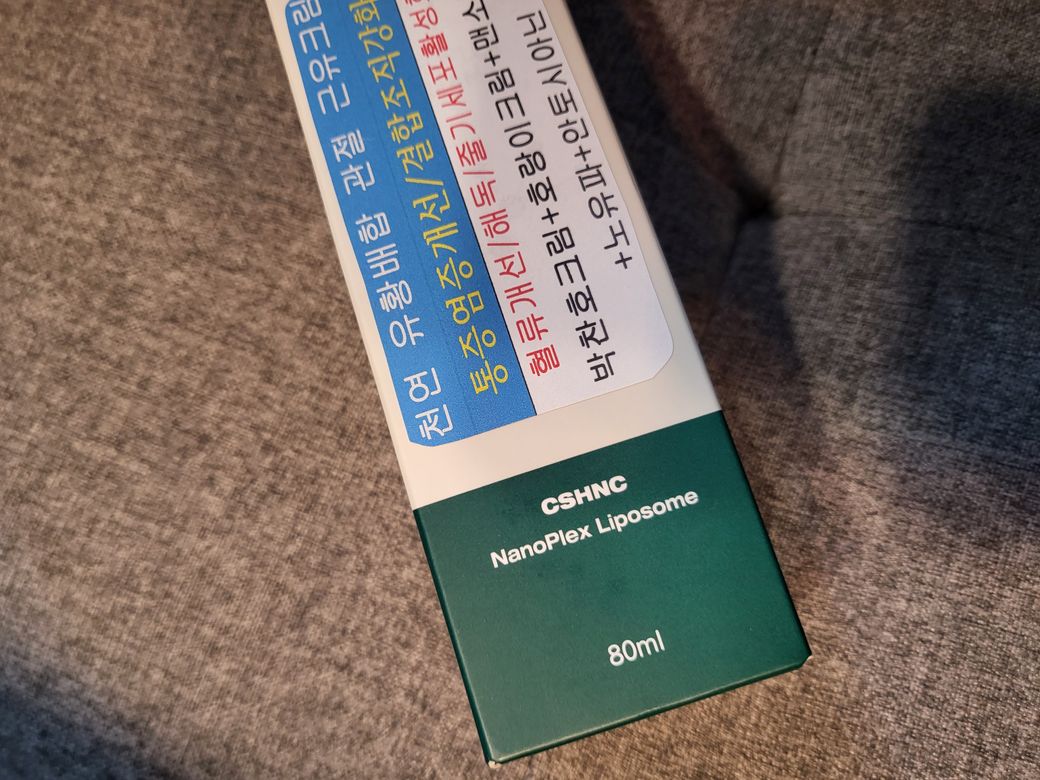 천연 유황배합 관절 근유크림
통증염증개선/결합조직강화
혈류개선/해독/줄기세포활성화
박찬호크림+호랑이크림+맨소
+노유파+안토시아닌
CSHNC
NanoPlex Liposome
80ml